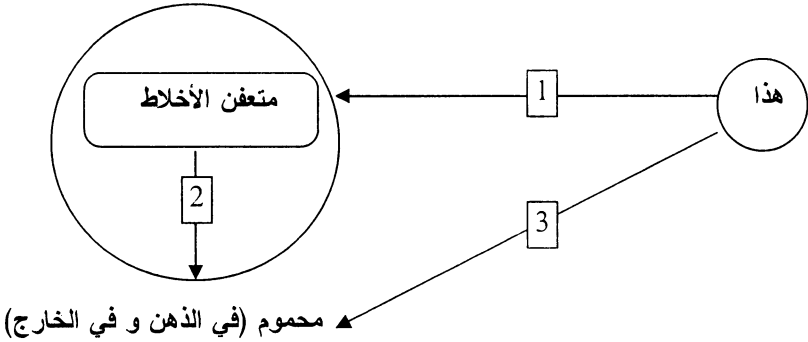 هذا
1
متعفن الأخلاط
2
3
محموم (في الذهن و في الخارج)